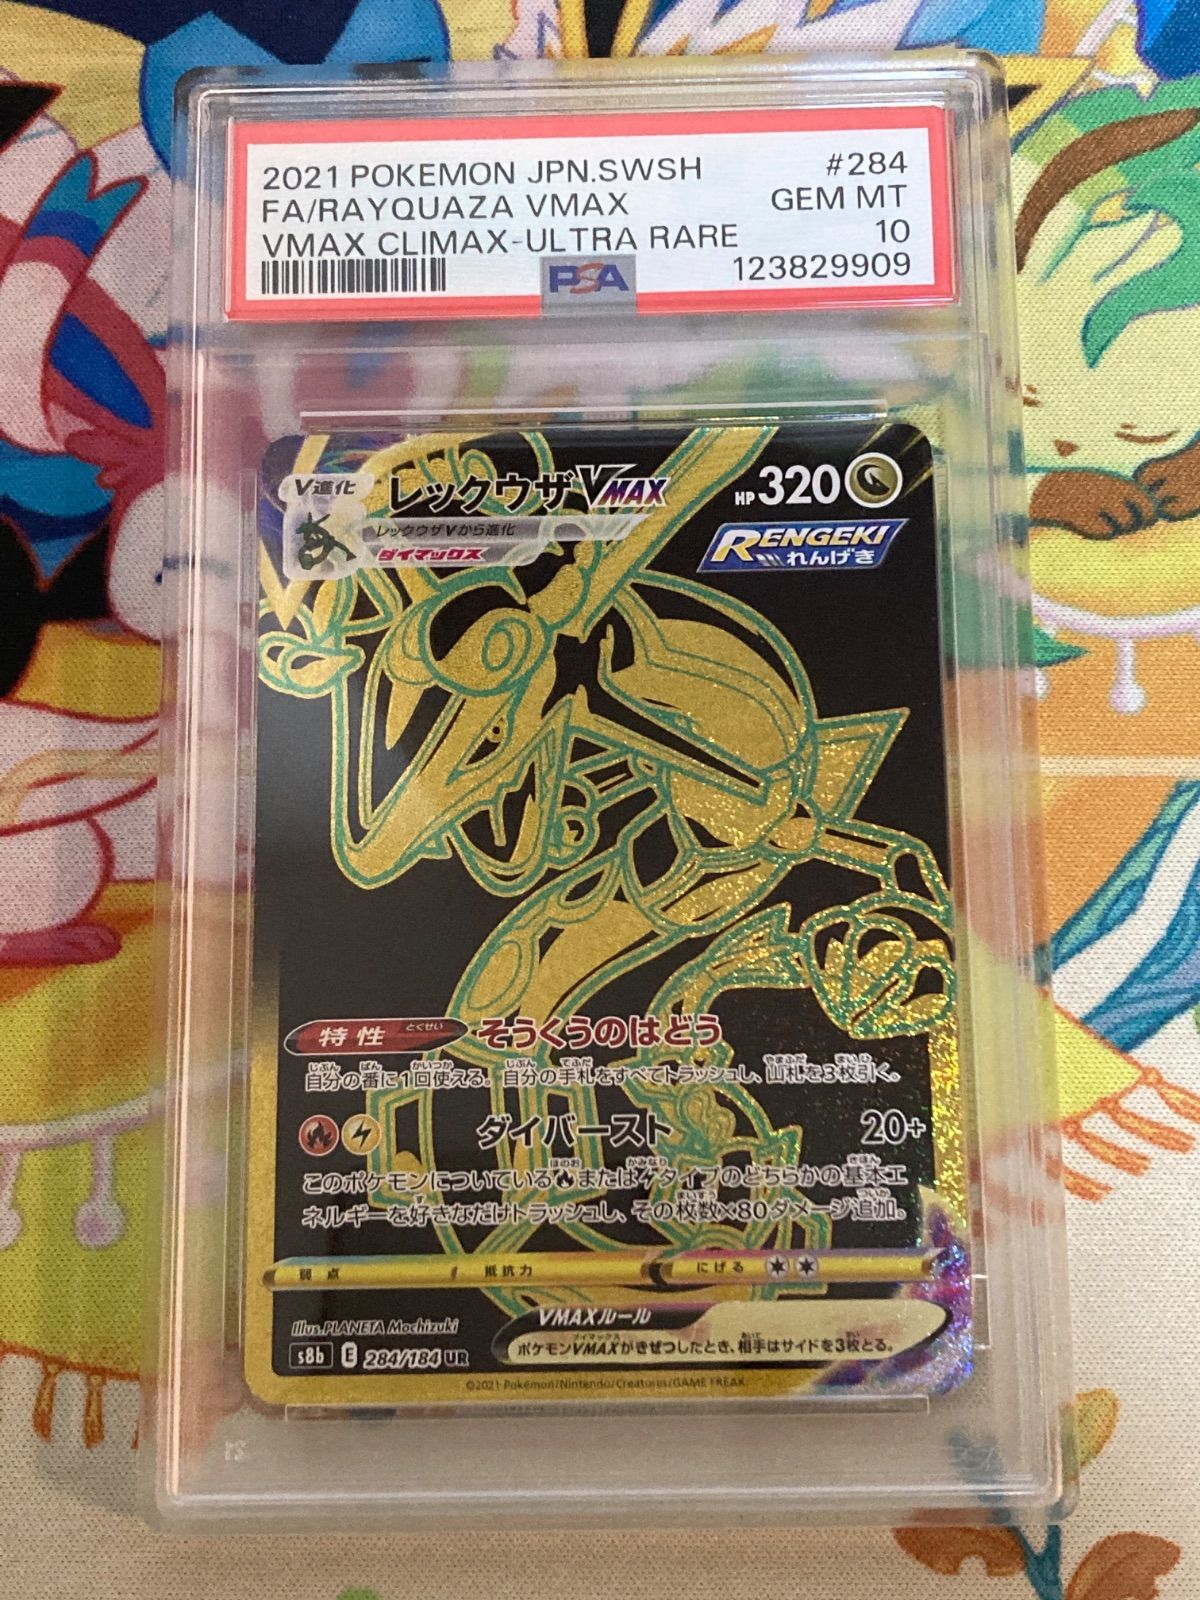 2021 POKEMON JPN.SWSH #284
FA/RAYQUAZA VMAX GEM MT
VMAX CLIMAX-ULTRA RARE 10
PSA 123829909
V進化 レックウザVMAX HP320
レックウザVから進化
ダイマックス
RENGEKI
れんげき
特性 とくせい そうくうのはどう
自分の番に1回使える。自分の手札をすべてトラッシュし、山札を3枚引く。
ダイバースト 20+
このポケモンについているまたはタイプのどちらかの基本エ
ネルギーを好きなだけトラッシュし、その枚数×80ダメージ追加。
弱点 抵抗力 にげる
VMAXルール
ポケモンVMAXがきぜつしたとき、相手はサイドを3枚とる。
Illus.PLANETA Mochizuki
s8b E 284/184 UR
©2021 Pokémon/Nintendo/Creatures/GAME FREAK.